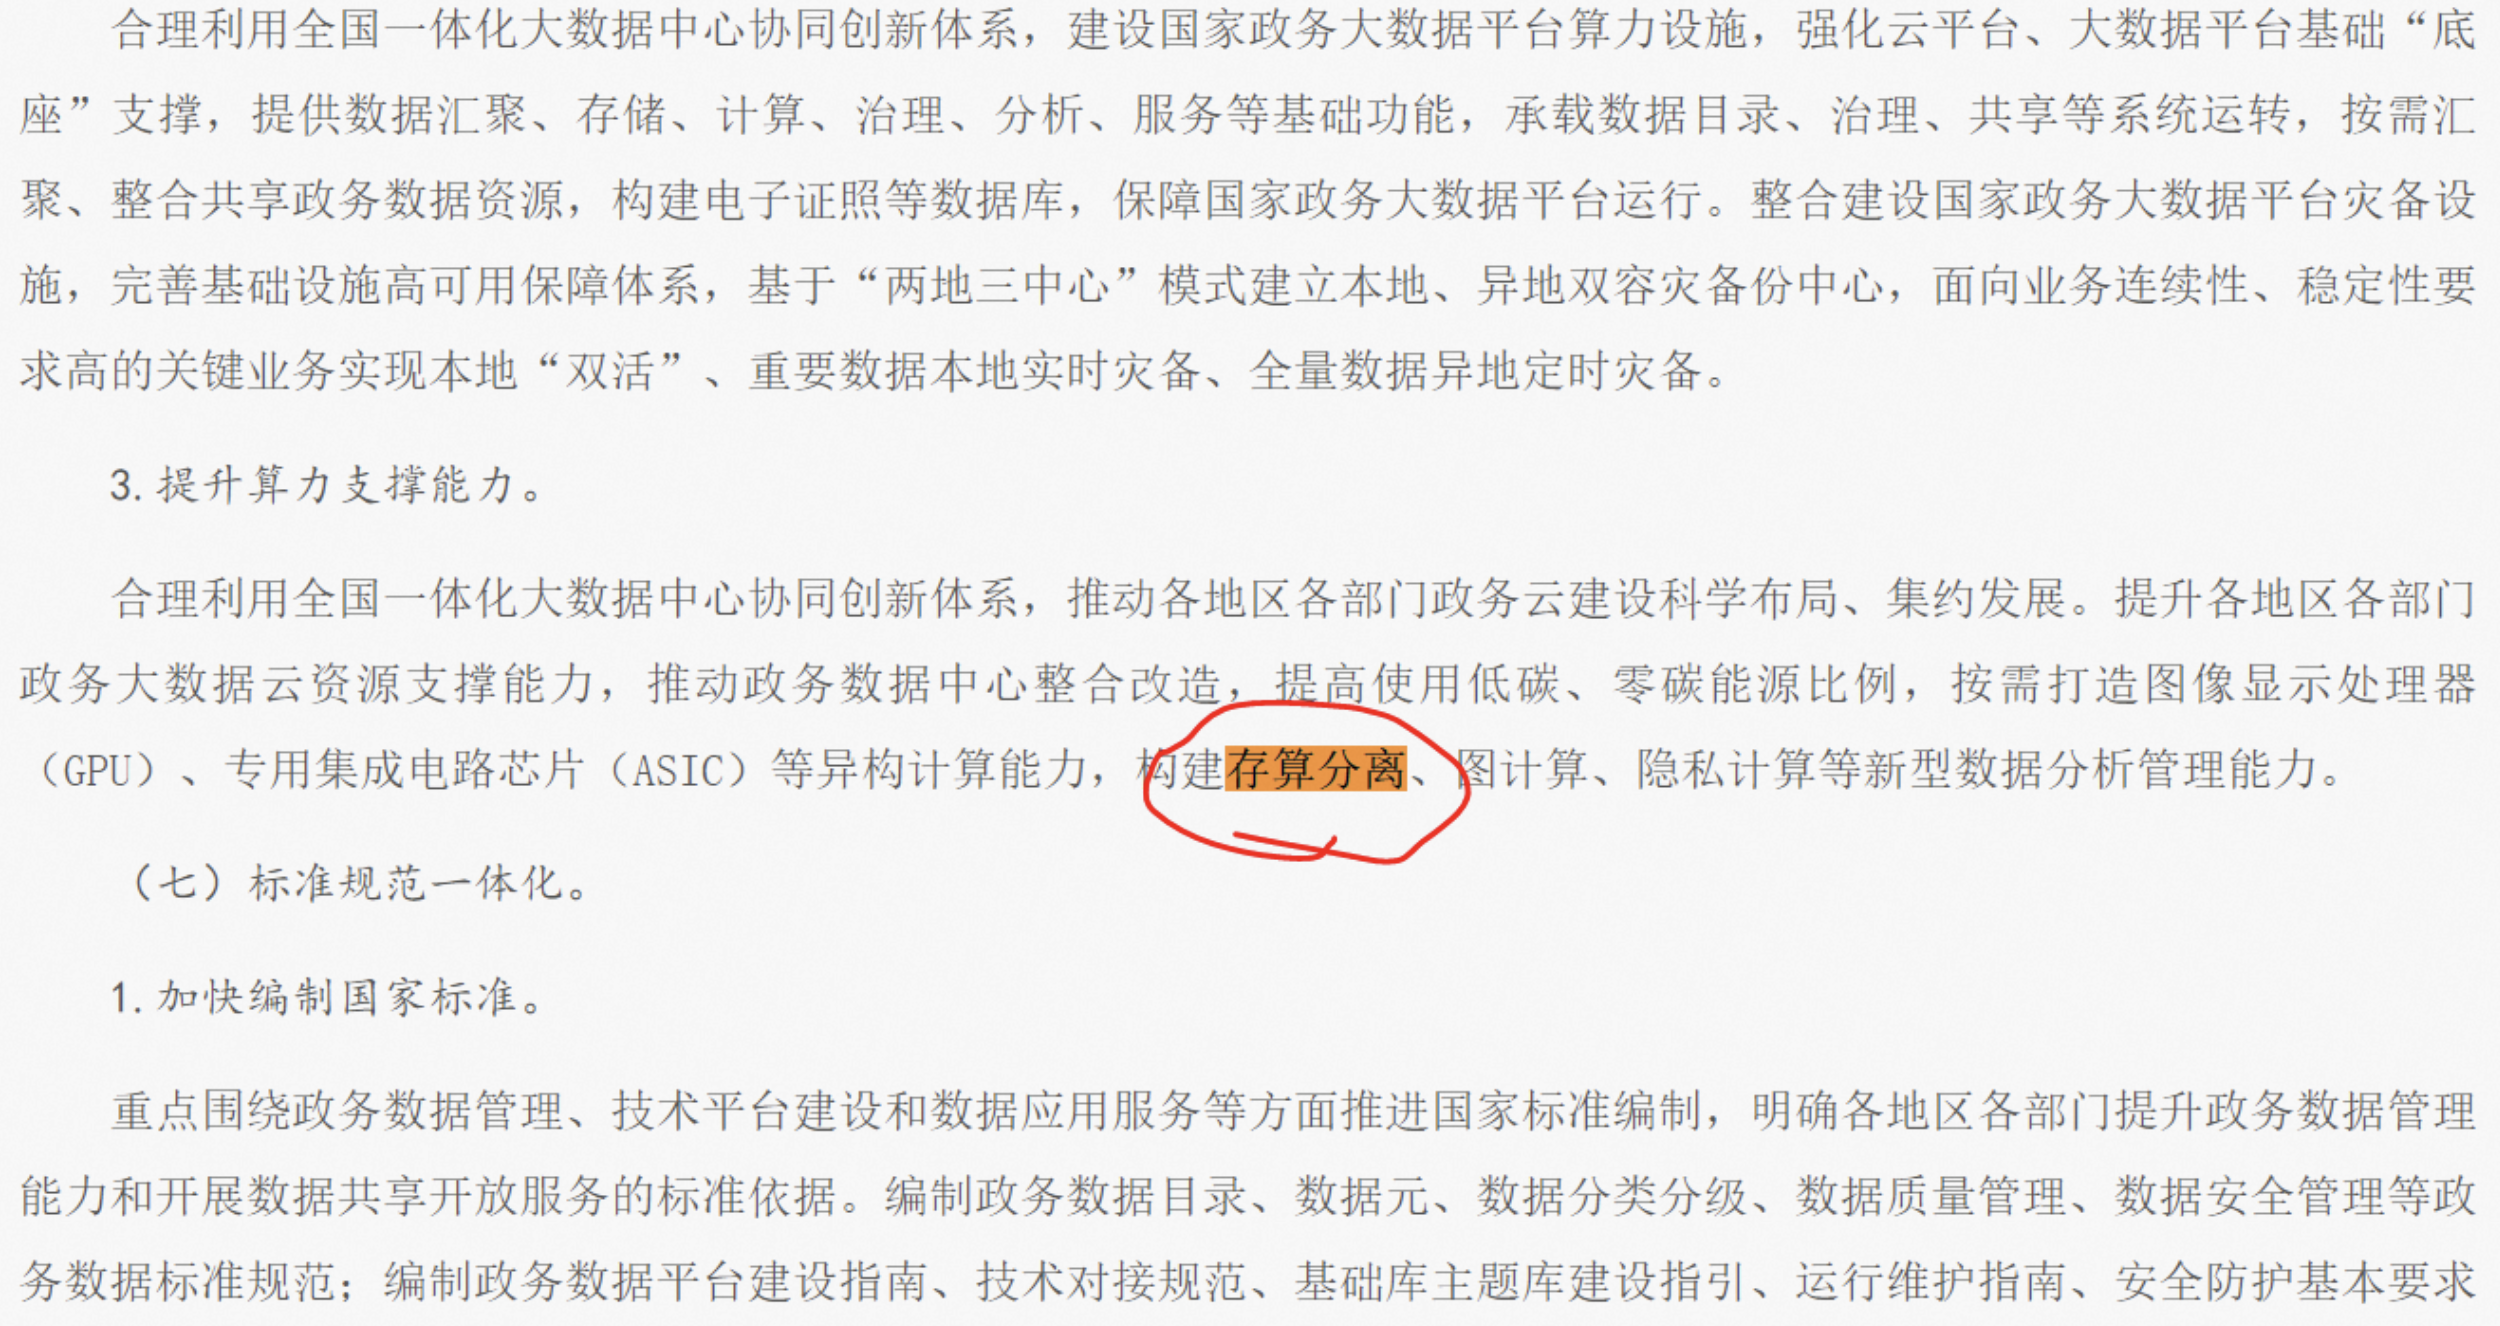 合理利用全国一体化大数据中心协同创新体系，建设国家政务大数据平台算力设施，强化云平台、大数据平台基础“底
座”支撑，提供数据汇聚、存储、计算、治理、分析、服务等基础功能，承载数据目录、治理、共享等系统运转，按需汇
聚、整合共享政务数据资源，构建电子证照等数据库，保障国家政务大数据平台运行。整合建设国家政务大数据平台灾备设
施，完善基础设施高可用保障体系，基于“两地三中心”模式建立本地、异地双容灾备份中心，面向业务连续性、稳定性要
求高的关键业务实现本地“双活”、重要数据本地实时灾备、全量数据异地定时灾备。
3.提升算力支撑能力。
合理利用全国一体化大数据中心协同创新体系，推动各地区各部门政务云建设科学布局、集约发展。提升各地区各部门
政务大数据云资源支撑能力，推动政务数据中心整合改造，提高使用低碳、零碳能源比例，按需打造图像显示处理器
（GPU）、专用集成电路芯片（ASIC）等异构计算能力，构建存算分离、图计算、隐私计算等新型数据分析管理能力。
（七）标准规范一体化。
1.加快编制国家标准。
重点围绕政务数据管理、技术平台建设和数据应用服务等方面推进国家标准编制，明确各地区各部门提升政务数据管理
能力和开展数据共享开放服务的标准依据。编制政务数据目录、数据元、数据分类分级、数据质量管理、数据安全管理等政
务数据标准规范；编制政务数据平台建设指南、技术对接规范、基础库主题库建设指引、运行维护指南、安全防护基本要求